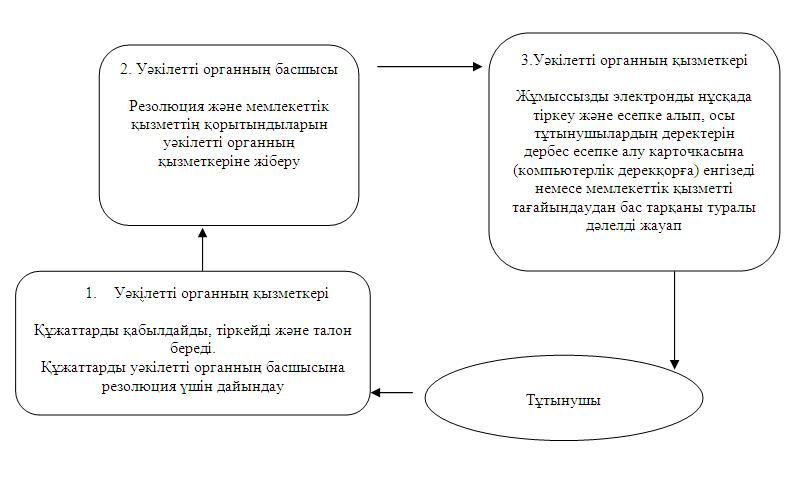 2. Уәкілетті органның басшысы
Резолюция және мемлекеттік
қызметтің қорытындыларын
уәкілетті органның
қызметкеріне жіберу
3.Уәкілетті органның қызметкері
Жұмыссызды электронды нұсқада
тіркеу және есепке алып, осы
тұтынушылардың деректерін
дербес есепке алу карточкасына
(компьютерлік дерекқорға) енгізеді
немесе мемлекеттік қызметті
тағайындаудан бас тарқаны туралы
дәлелді жауап
1. Уәкілетті органның қызметкері
Құжаттарды қабылдайды, тіркейді және талон
береді.
Құжаттарды уәкілетті органның басшысына
резолюция үшін дайындау
Тұтынушы